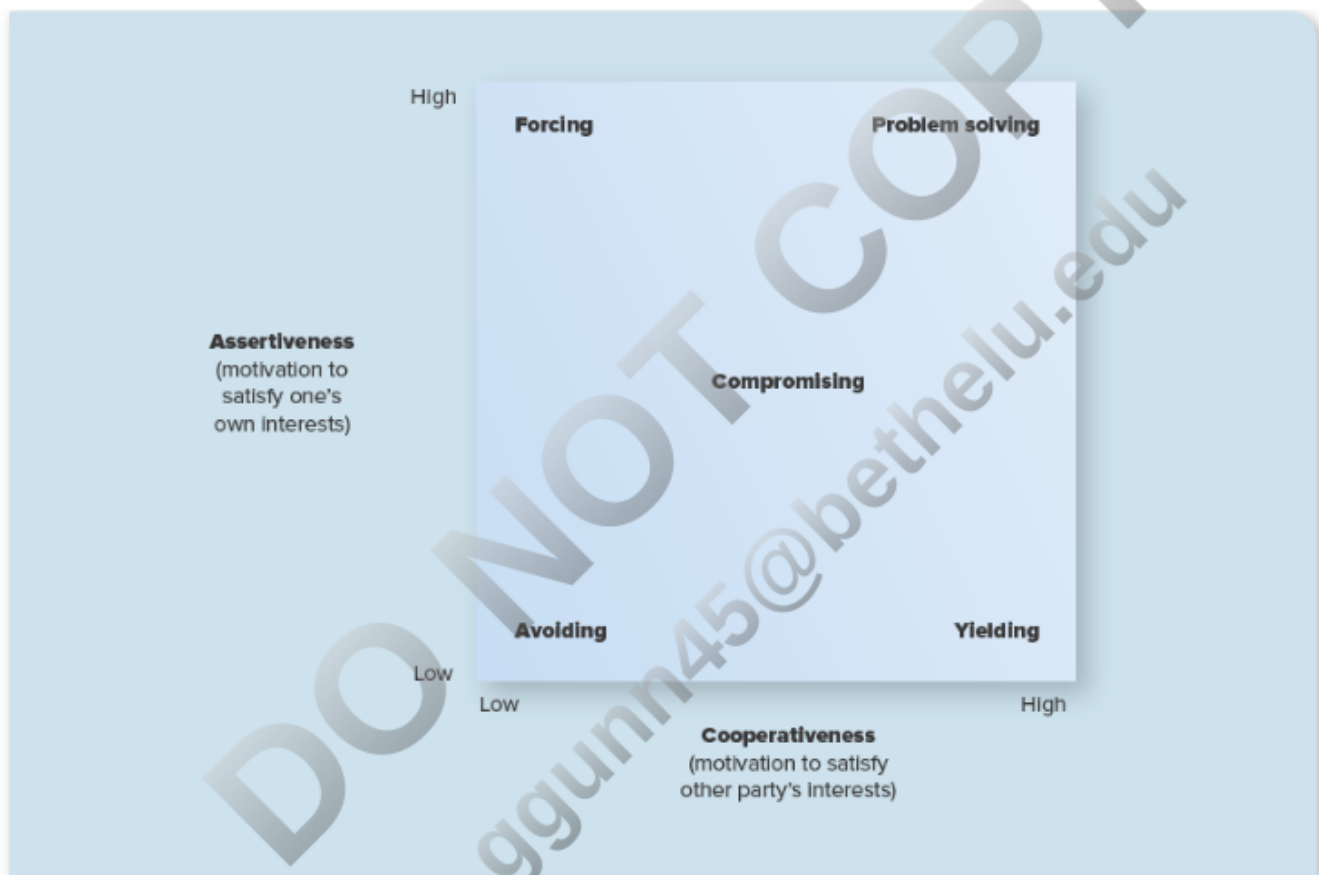 High
Forcing
Problem solving
Assertiveness
(motivation to
satisfy one's
own interests)
Compromising
Avoiding
Yielding
Low
Low
High
Cooperativeness
(motivation to satisfy
other party's interests)
DO NOT COPY
ggunn45@bethelu.edu